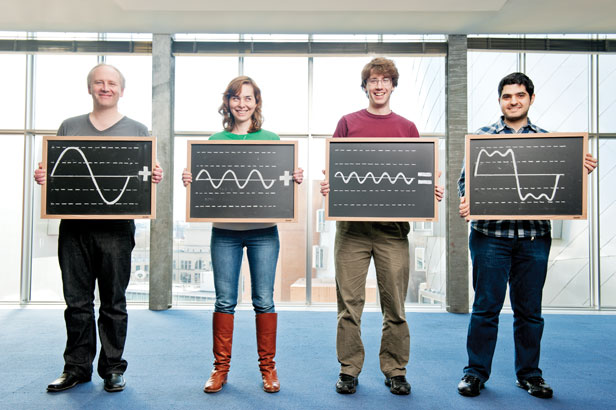 + + =